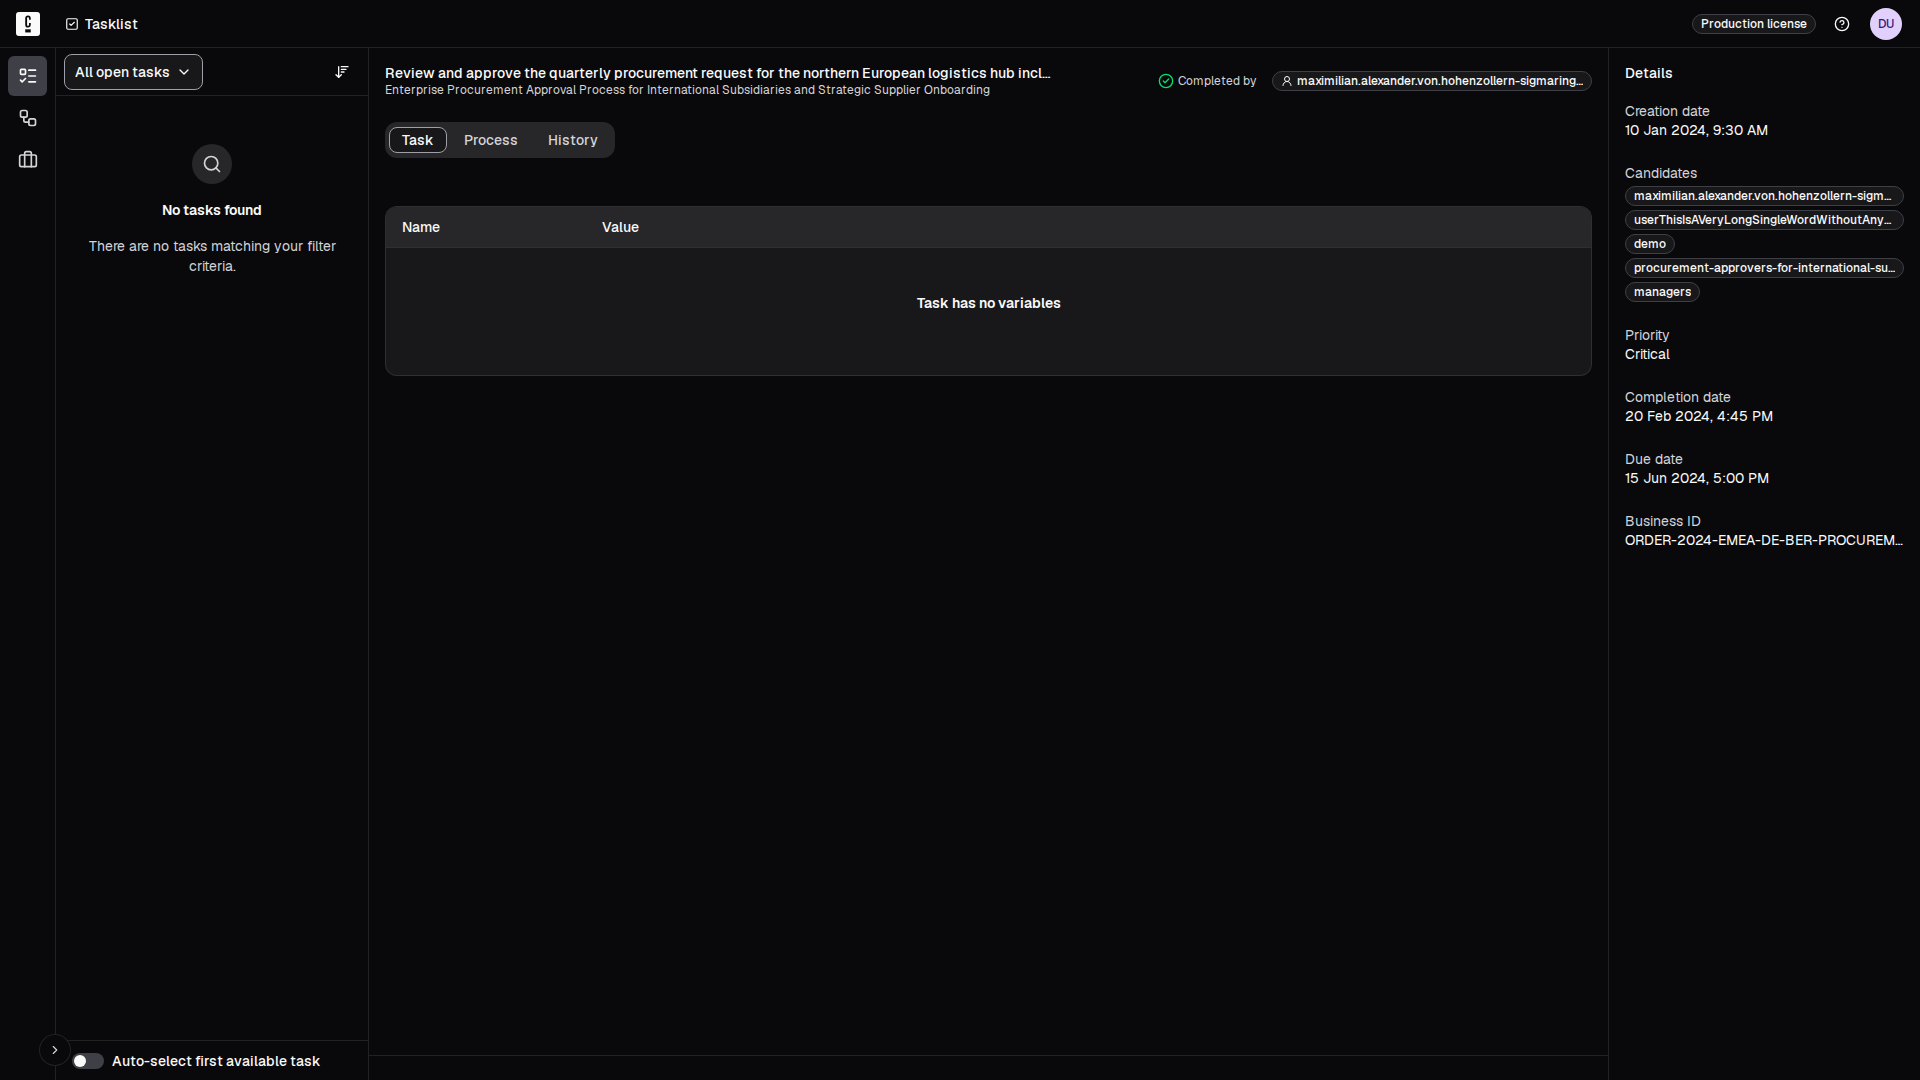 Tasklist
Production license
DU
All open tasks
No tasks found
There are no tasks matching your filter
criteria.
Auto-select first available task
Review and approve the quarterly procurement request for the northern European logistics hub incl...
Enterprise Procurement Approval Process for International Subsidiaries and Strategic Supplier Onboarding
Completed by
maximilian.alexander.von.hohenzollern-sigmaring...
Task
Process
History
Name
Value
Task has no variables
Details
Creation date
10 Jan 2024, 9:30 AM
Candidates
maximilian.alexander.von.hohenzollern-sigm...
userThisIsAVeryLongSingleWordWithoutAny...
demo
procurement-approvers-for-international-su...
managers
Priority
Critical
Completion date
20 Feb 2024, 4:45 PM
Due date
15 Jun 2024, 5:00 PM
Business ID
ORDER-2024-EMEA-DE-BER-PROCUREM...